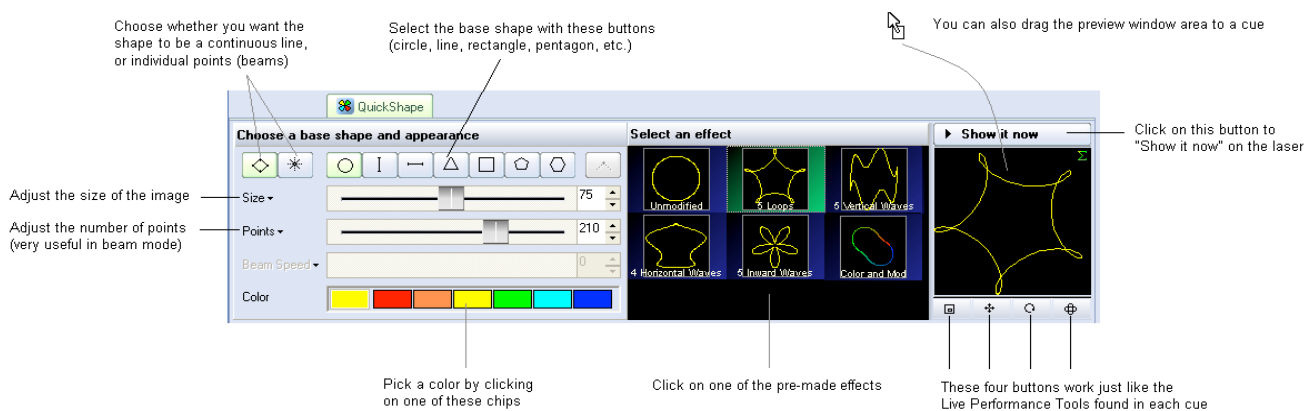 Choose whether you want the
shape to be a continuous line,
or individual points (beams)
Select the base shape with these buttons
(circle, line, rectangle, pentagon, etc.)
You can also drag the preview window area to a cue
QuickShape
Choose a base shape and appearance
Select an effect
Show it now
Click on this button to
"Show it now" on the laser
Adjust the size of the image
Size
75
Adjust the number of points
(very useful in beam mode)
Points
210
Beam Speed
0
Color
Unmodified
5 Loops
5 Vertical Waves
4 Horizontal Waves
5 Inward Waves
Color and Mod
Σ
Pick a color by clicking
on one of these chips
Click on one of the pre-made effects
These four buttons work just like the
Live Performance Tools found in each cue